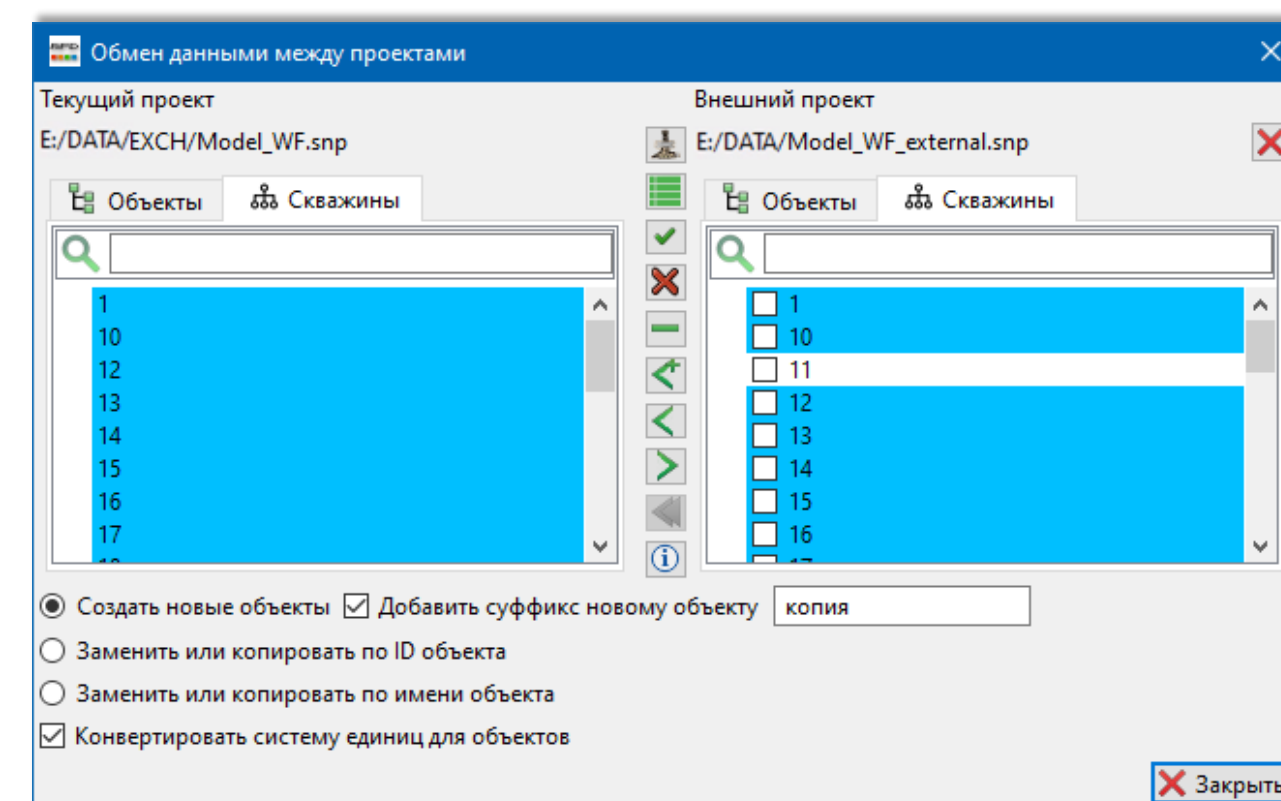 Обмен данными между проектами
Текущий проект
Внешний проект
E:/DATA/EXCH/Model_WF.snp
E:/DATA/Model_WF_external.snp
Объекты Скважины
Объекты Скважины
1
10
12
13
14
15
16
17
1
10
11
12
13
14
15
16
Создать новые объекты Добавить суффикс новому объекту копия
Заменить или копировать по ID объекта
Заменить или копировать по имени объекта
Конвертировать систему единиц для объектов
Закрыть